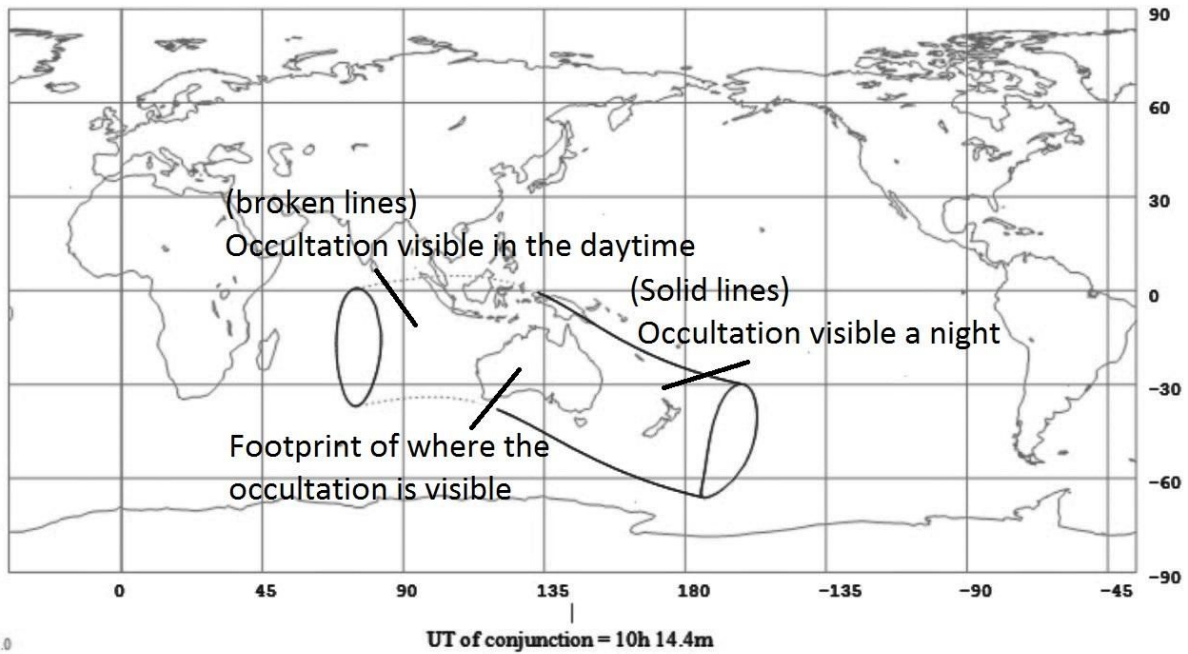 90
60
(broken lines)
30
Occultation visible in the daytime
(Solid lines)
0
Occultation visible a night
-30
Footprint of where the
occultation is visible
-60
-90
0 45 90 135 180 -135 -90 -45
UT of conjunction = 10h 14.4m
.0